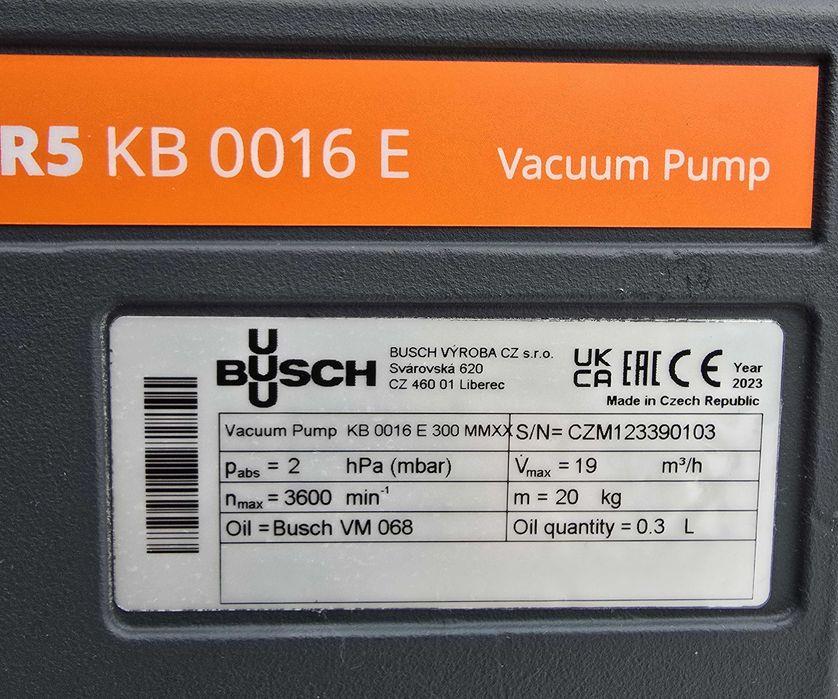 R5 KB 0016 E Vacuum Pump
BUSCH
BUSCH VÝROBA CZ s.r.o.
Svárovská 620
CZ 460 01 Liberec
UK CA EAC CE Year 2023
Made in Czech Republic
Vacuum Pump KB 0016 E 300 MMXX S/N= CZM123390103
pabs = 2 hPa (mbar) V̇max = 19 m³/h
nmax = 3600 min⁻¹ m = 20 kg
Oil = Busch VM 068 Oil quantity = 0.3 L